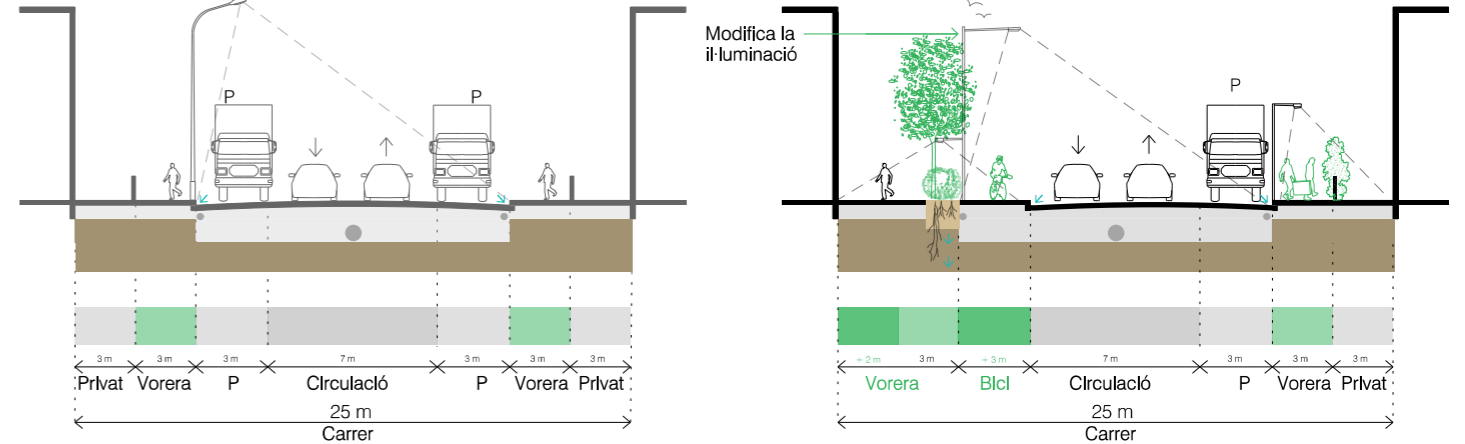 P
P
3 m 3 m 3 m 7 m 3 m 3 m 3 m
Privat Vorera P Circulació P Vorera Privat
25 m
Carrer
Modifica la
il·luminació
P
+ 2 m 3 m + 3 m 7 m 3 m 3 m 3 m
Vorera Bici Circulació P Vorera Privat
25 m
Carrer